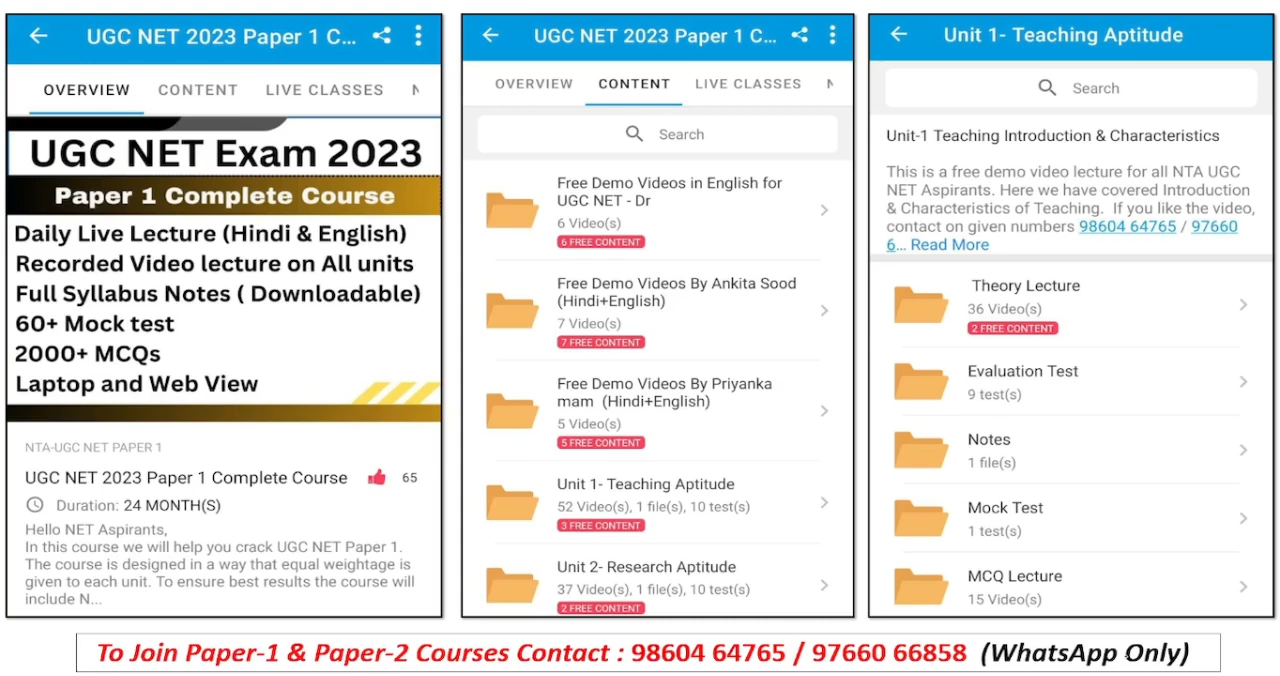 UGC NET 2023 Paper 1 C...
OVERVIEW CONTENT LIVE CLASSES N
UGC NET Exam 2023
Paper 1 Complete Course
Daily Live Lecture (Hindi & English)
Recorded Video lecture on All units
Full Syllabus Notes ( Downloadable)
60+ Mock test
2000+ MCQs
Laptop and Web View
NTA-UGC NET PAPER 1
UGC NET 2023 Paper 1 Complete Course 65
Duration: 24 MONTH(S)
Hello NET Aspirants,
In this course we will help you crack UGC NET Paper 1.
The course is designed in a way that equal weightage is
given to each unit. To ensure best results the course will
include N...
UGC NET 2023 Paper 1 C...
OVERVIEW CONTENT LIVE CLASSES N
Search
Free Demo Videos in English for
UGC NET - Dr
6 Video(s)
6 FREE CONTENT
Free Demo Videos By Ankita Sood
(Hindi+English)
7 Video(s)
7 FREE CONTENT
Free Demo Videos By Priyanka
mam (Hindi+English)
5 Video(s)
5 FREE CONTENT
Unit 1- Teaching Aptitude
52 Video(s), 1 file(s), 10 test(s)
3 FREE CONTENT
Unit 2- Research Aptitude
37 Video(s), 1 file(s), 10 test(s)
2 FREE CONTENT
Unit 1- Teaching Aptitude
Search
Unit-1 Teaching Introduction & Characteristics
This is a free demo video lecture for all NTA UGC
NET Aspirants. Here we have covered Introduction
& Characteristics of Teaching. If you like the video,
contact on given numbers 98604 64765 / 97660
6... Read More
Theory Lecture
36 Video(s)
2 FREE CONTENT
Evaluation Test
9 test(s)
Notes
1 file(s)
Mock Test
1 test(s)
MCQ Lecture
15 Video(s)
To Join Paper-1 & Paper-2 Courses Contact : 98604 64765 / 97660 66858 (WhatsApp Only)